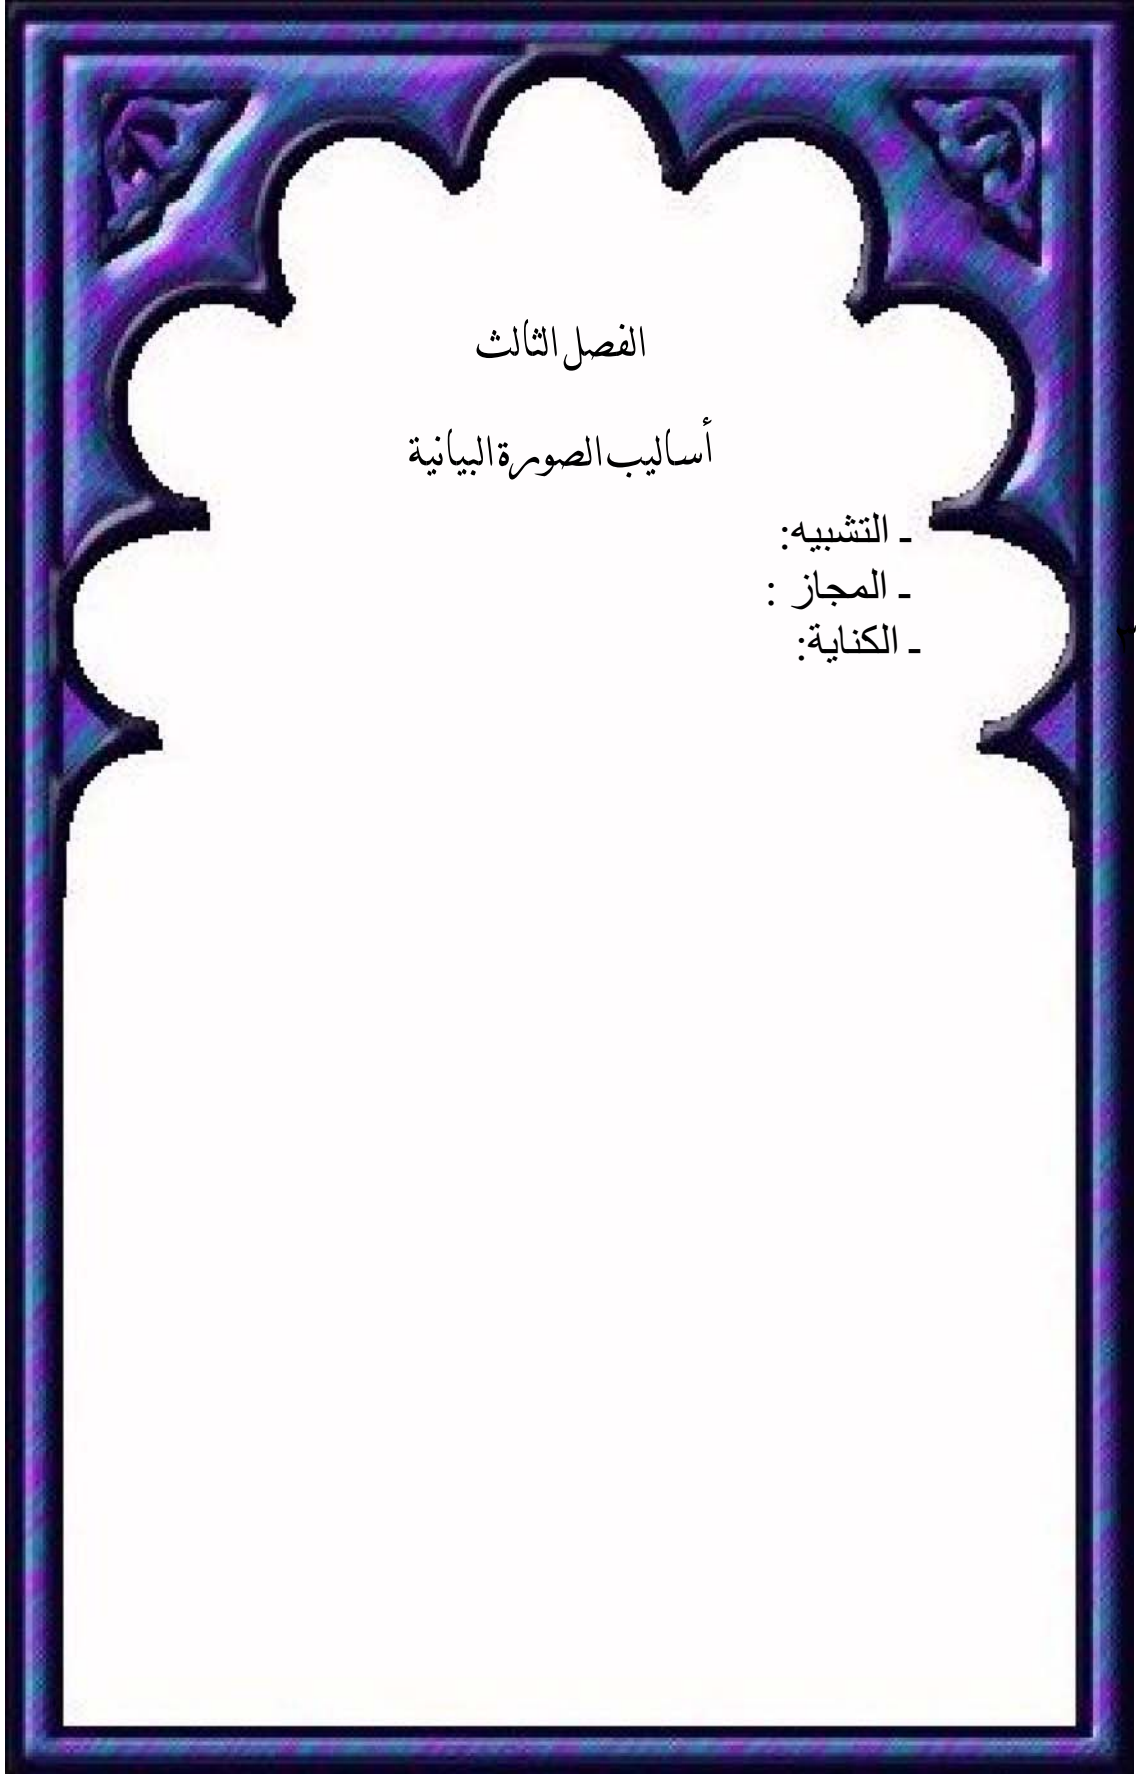 الفصل الثالث
أساليب الصورة البيانية
ـ التشبيه:
ـ المجاز :
ـ الكناية: